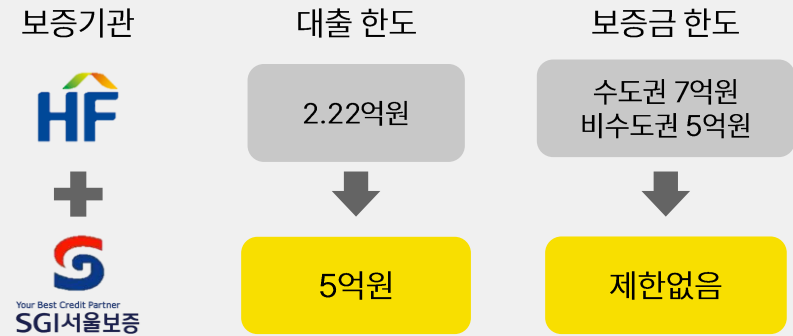 보증기관
대출 한도
보증금 한도
HF
2.22억원
수도권 7억원
비수도권 5억원
Your Best Credit Partner
SGI서울보증
5억원
제한없음